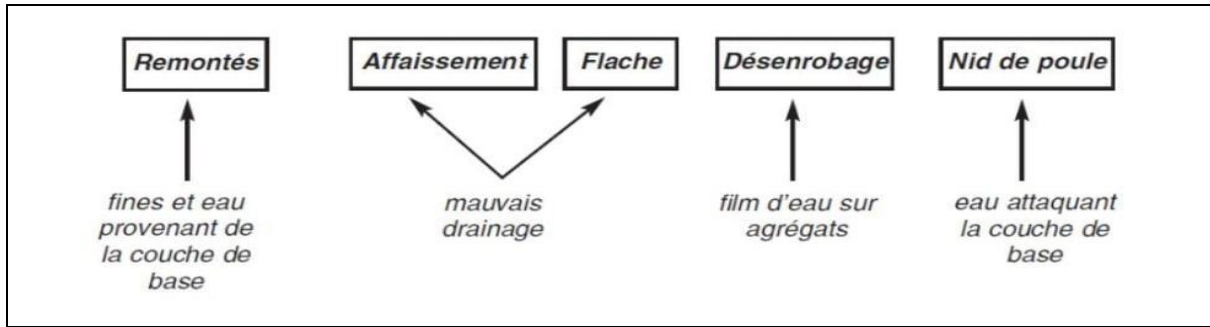 Remontés
Affaissement
Flache
Désenrobage
Nid de poule
fines et eau
provenant de
la couche de
base
mauvais
drainage
film d'eau sur
agrégats
eau attaquant
la couche de
base